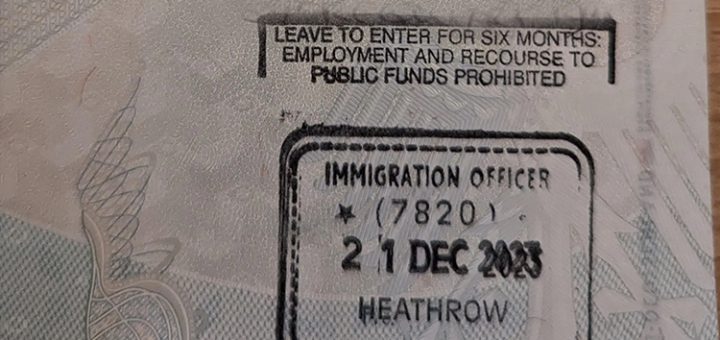 LEAVE TO ENTER FOR SIX MONTHS:
EMPLOYMENT AND RECOURSE TO
PUBLIC FUNDS PROHIBITED
IMMIGRATION OFFICER
★ (7820)
21 DEC 2023
HEATHROW